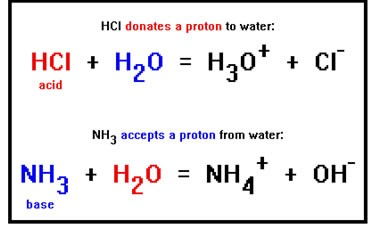 HCl donates a proton to water:
HCl + H₂O = H₃O⁺ + Cl⁻
acid
NH₃ accepts a proton from water:
NH₃ + H₂O = NH₄⁺ + OH⁻
base